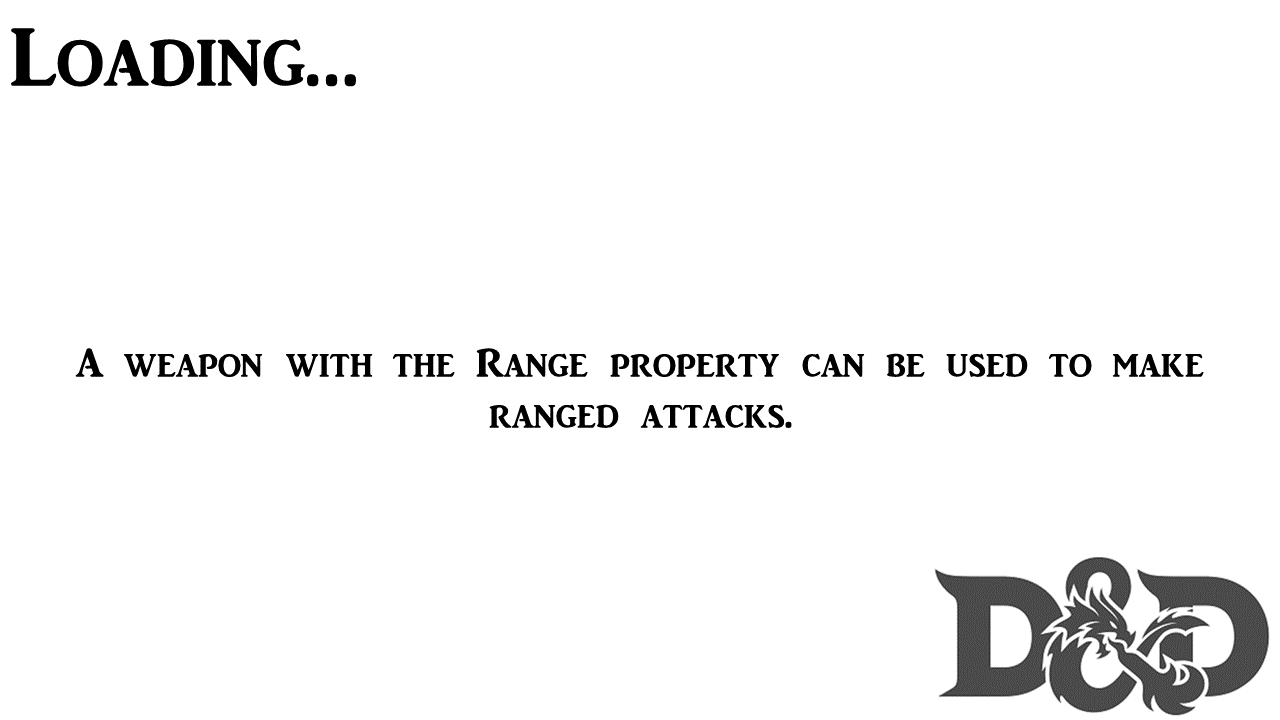 Loading...
A weapon with the Range property can be used to make
ranged attacks.
D&D